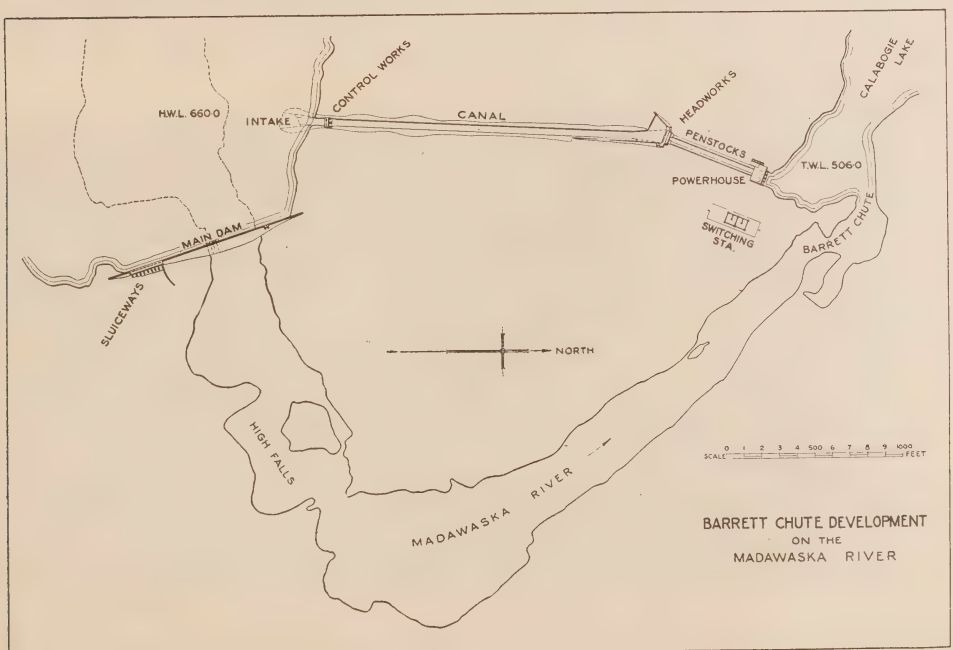 H.W.L. 660·0
INTAKE
CONTROL WORKS
CANAL
HEADWORKS
PENSTOCKS
POWERHOUSE
CALABOGIE
LAKE
T.W.L. 506·0
MAIN DAM
SLUICEWAYS
SWITCHING
STA.
BARRETT CHUTE
NORTH
HIGH FALLS
MADAWASKA RIVER
0 1 2 3 4 500 6 7 8 9 1000
SCALE FEET
BARRETT CHUTE DEVELOPMENT
ON THE
MADAWASKA RIVER